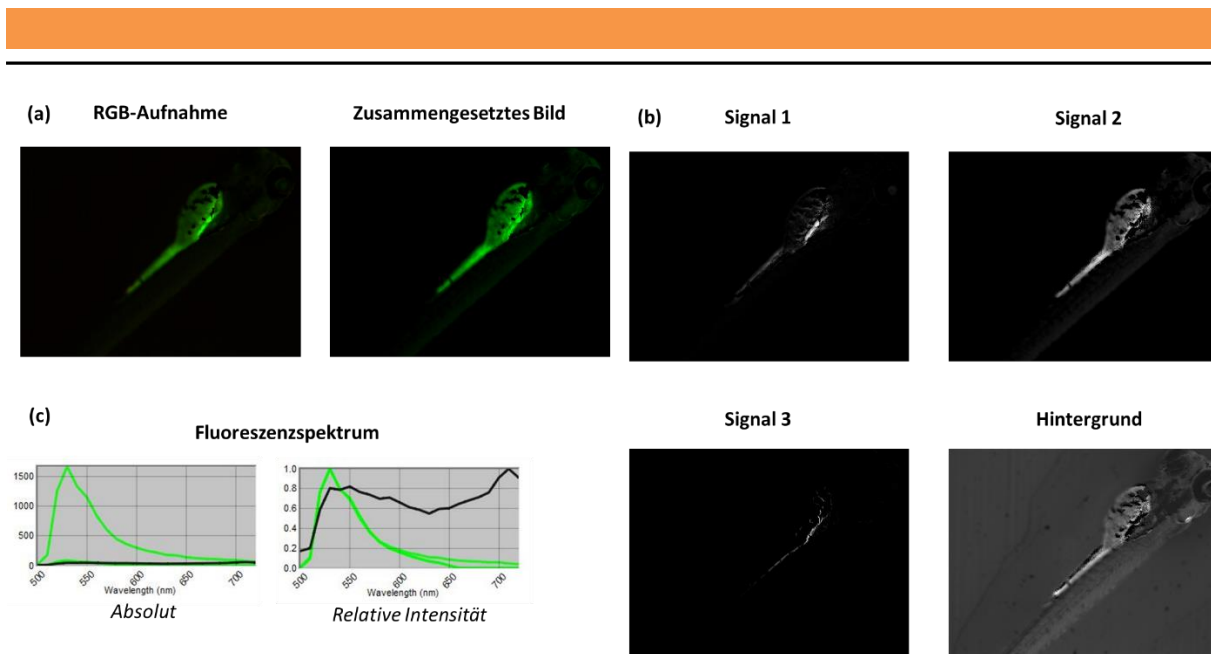 (a)
RGB-Aufnahme
Zusammengesetztes Bild
(b)
Signal 1
Signal 2
(c)
Fluoreszenzspektrum
1500
1000
500
0
500
550
600
650
700
Wavelength (nm)
Absolut
1.0
0.8
0.6
0.4
0.2
0.0
500
550
600
650
700
Wavelength (nm)
Relative Intensität
Signal 3
Hintergrund